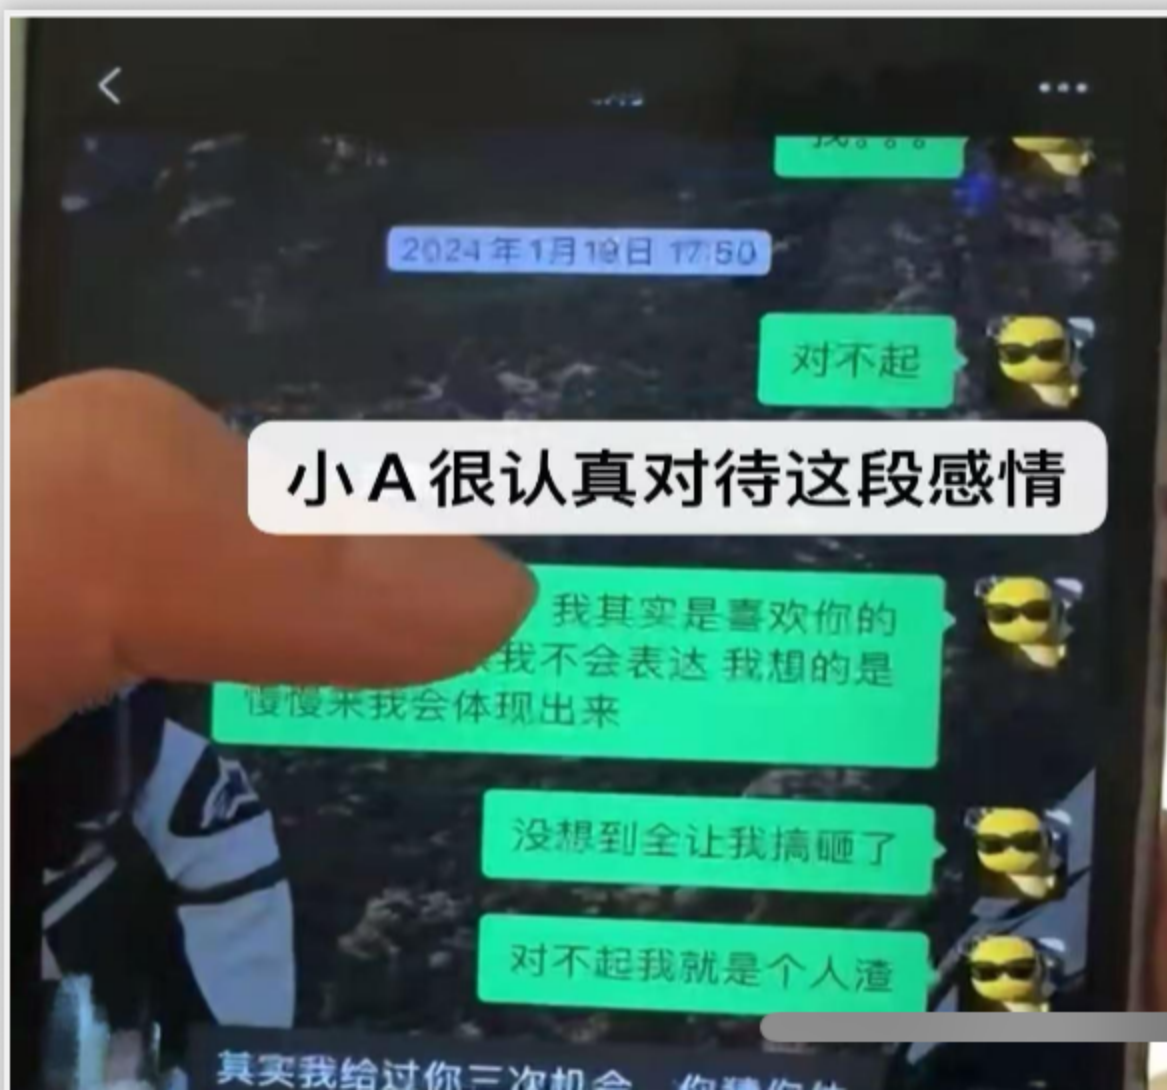 我。。。
2024年1月19日 17:50
对不起
小A很认真对待这段感情
我其实是喜欢你的
我不会表达 我想的是
慢慢来我会体现出来
没想到全让我搞砸了
对不起我就是个人渣
其实我给过你三次机会